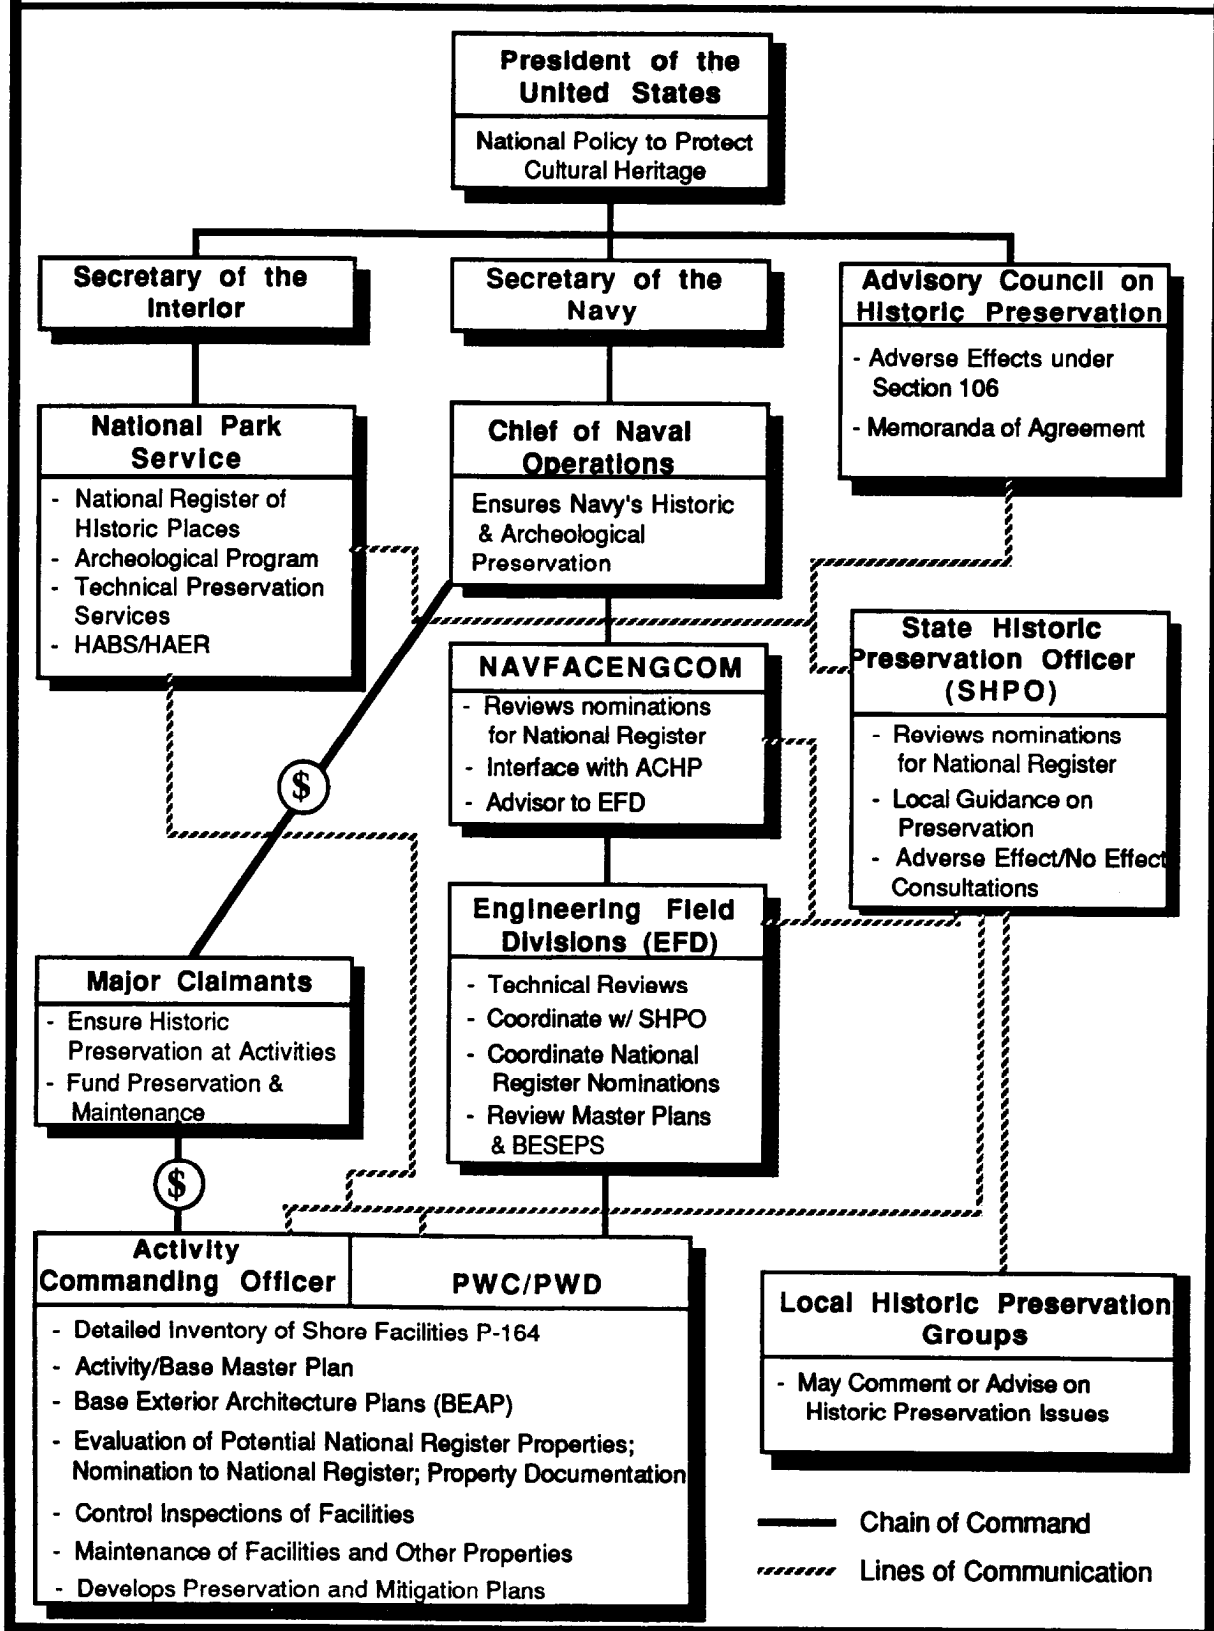 President of the
United States
National Policy to Protect
Cultural Heritage
Secretary of the
Interior
Secretary of the
Navy
Advisory Council on
Historic Preservation
- Adverse Effects under
Section 106
- Memoranda of Agreement
National Park
Service
- National Register of
Historic Places
- Archeological Program
- Technical Preservation
Services
- HABS/HAER
Chief of Naval
Operations
Ensures Navy's Historic
& Archeological
Preservation
State Historic
Preservation Officer
(SHPO)
- Reviews nominations
for National Register
- Local Guidance on
Preservation
- Adverse Effect/No Effect
Consultations
NAVFACENGCOM
- Reviews nominations
for National Register
- Interface with ACHP
- Advisor to EFD
$
Engineering Field
Divisions (EFD)
- Technical Reviews
- Coordinate w/ SHPO
- Coordinate National
Register Nominations
- Review Master Plans
& BESEPS
Major Claimants
- Ensure Historic
Preservation at Activities
- Fund Preservation &
Maintenance
$
Activity
Commanding Officer
PWC/PWD
- Detailed Inventory of Shore Facilities P-164
- Activity/Base Master Plan
- Base Exterior Architecture Plans (BEAP)
- Evaluation of Potential National Register Properties;
Nomination to National Register; Property Documentation
- Control Inspections of Facilities
- Maintenance of Facilities and Other Properties
- Develops Preservation and Mitigation Plans
Local Historic Preservation
Groups
- May Comment or Advise on
Historic Preservation Issues
Chain of Command
Lines of Communication